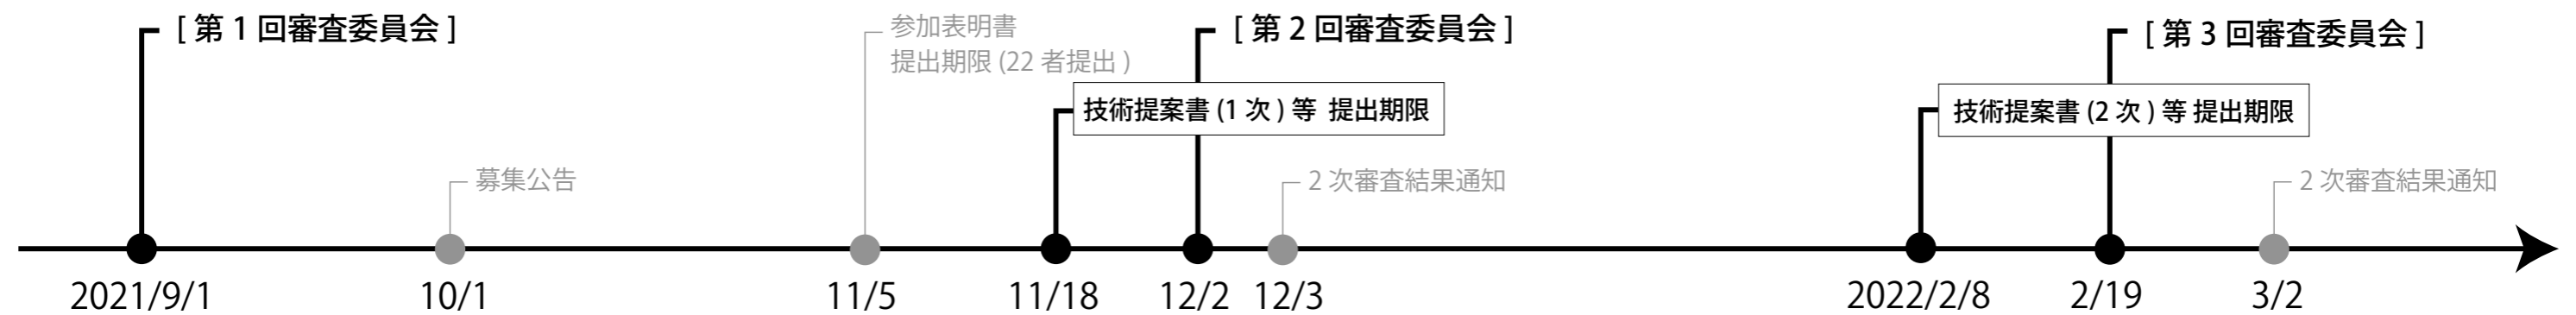 [ 第 1 回審査委員会 ]
参加表明書
提出期限 (22 者提出 )
[ 第 2 回審査委員会 ]
[ 第 3 回審査委員会 ]
技術提案書 (1 次 ) 等 提出期限
技術提案書 (2 次 ) 等 提出期限
募集公告
2 次審査結果通知
2 次審査結果通知
2021/9/1
10/1
11/5
11/18
12/2
12/3
2022/2/8
2/19
3/2